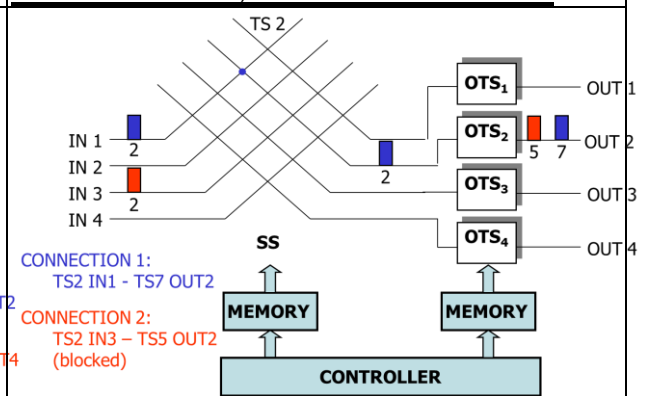 TS 2
OTS₁
OUT 1
IN 1
2
OTS₂
5
7
OUT 2
IN 2
2
IN 3
2
OTS₃
OUT 3
IN 4
SS
OTS₄
OUT 4
CONNECTION 1:
TS2 IN1 - TS7 OUT2
CONNECTION 2:
TS2 IN3 – TS5 OUT2
(blocked)
MEMORY
MEMORY
CONTROLLER